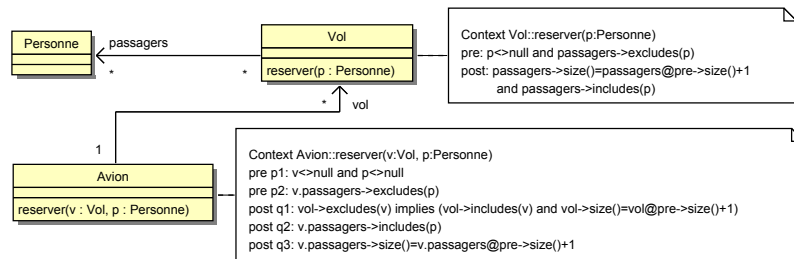 Personne
passagers
*
*
Vol
reserver(p : Personne)
Context Vol::reserver(p:Personne)
pre: p<>null and passagers->excludes(p)
post: passagers->size()=passagers@pre->size()+1
and passagers->includes(p)
*
vol
1
Avion
reserver(v : Vol, p : Personne)
Context Avion::reserver(v:Vol, p:Personne)
pre p1: v<>null and p<>null
pre p2: v.passagers->excludes(p)
post q1: vol->excludes(v) implies (vol->includes(v) and vol->size()=vol@pre->size()+1)
post q2: v.passagers->includes(p)
post q3: v.passagers->size()=v.passagers@pre->size()+1